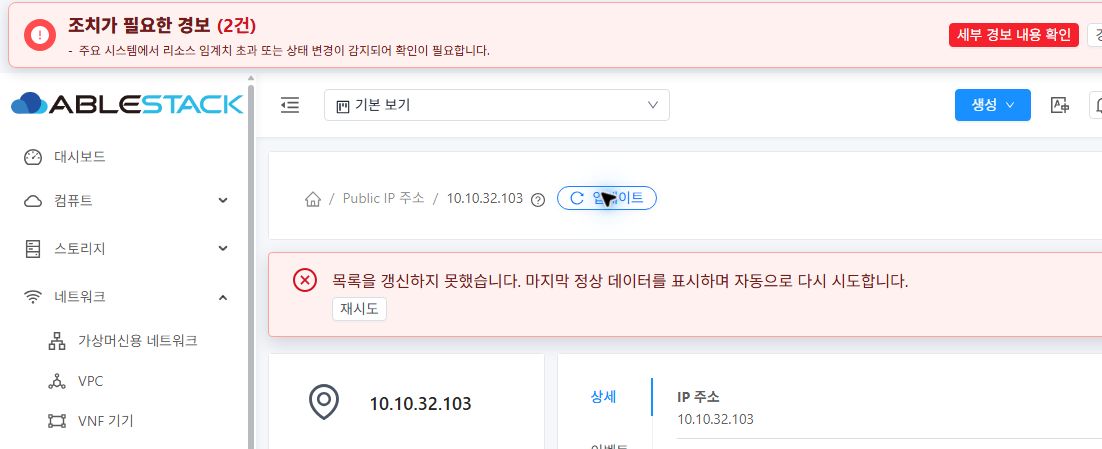 조치가 필요한 경보 (2건)
- 주요 시스템에서 리소스 임계치 초과 또는 상태 변경이 감지되어 확인이 필요합니다.
세부 경보 내용 확인
ABLESTACK
기본 보기
생성
대시보드
컴퓨트
스토리지
네트워크
가상머신용 네트워크
VPC
VNF 기기
/ Public IP 주소 / 10.10.32.103
목록을 갱신하지 못했습니다. 마지막 정상 데이터를 표시하며 자동으로 다시 시도합니다.
재시도
10.10.32.103
상세
IP 주소
10.10.32.103